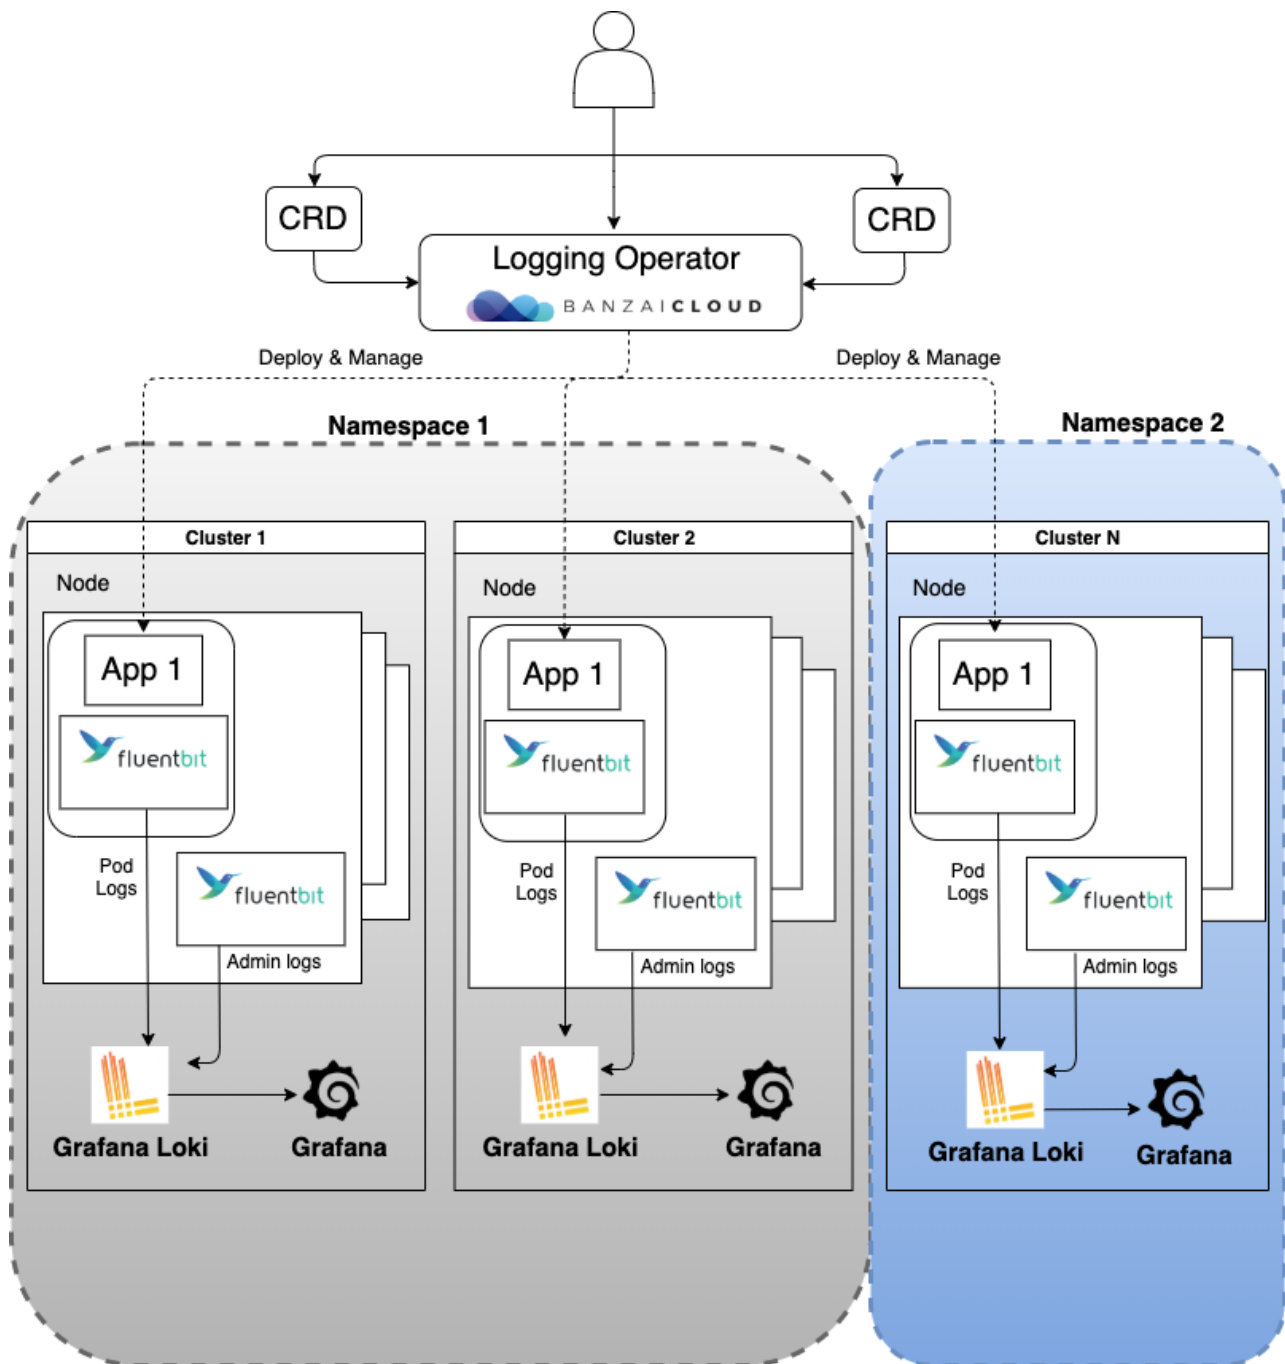 CRD
CRD
Logging Operator
BANZAICLOUD
Deploy & Manage
Deploy & Manage
Namespace 1
Namespace 2
Cluster 1
Node
App 1
fluentbit
Pod
Logs
fluentbit
Admin logs
Grafana Loki
Grafana
Cluster 2
Node
App 1
fluentbit
Pod
Logs
fluentbit
Admin logs
Grafana Loki
Grafana
Cluster N
Node
App 1
fluentbit
Pod
Logs
fluentbit
Admin logs
Grafana Loki
Grafana